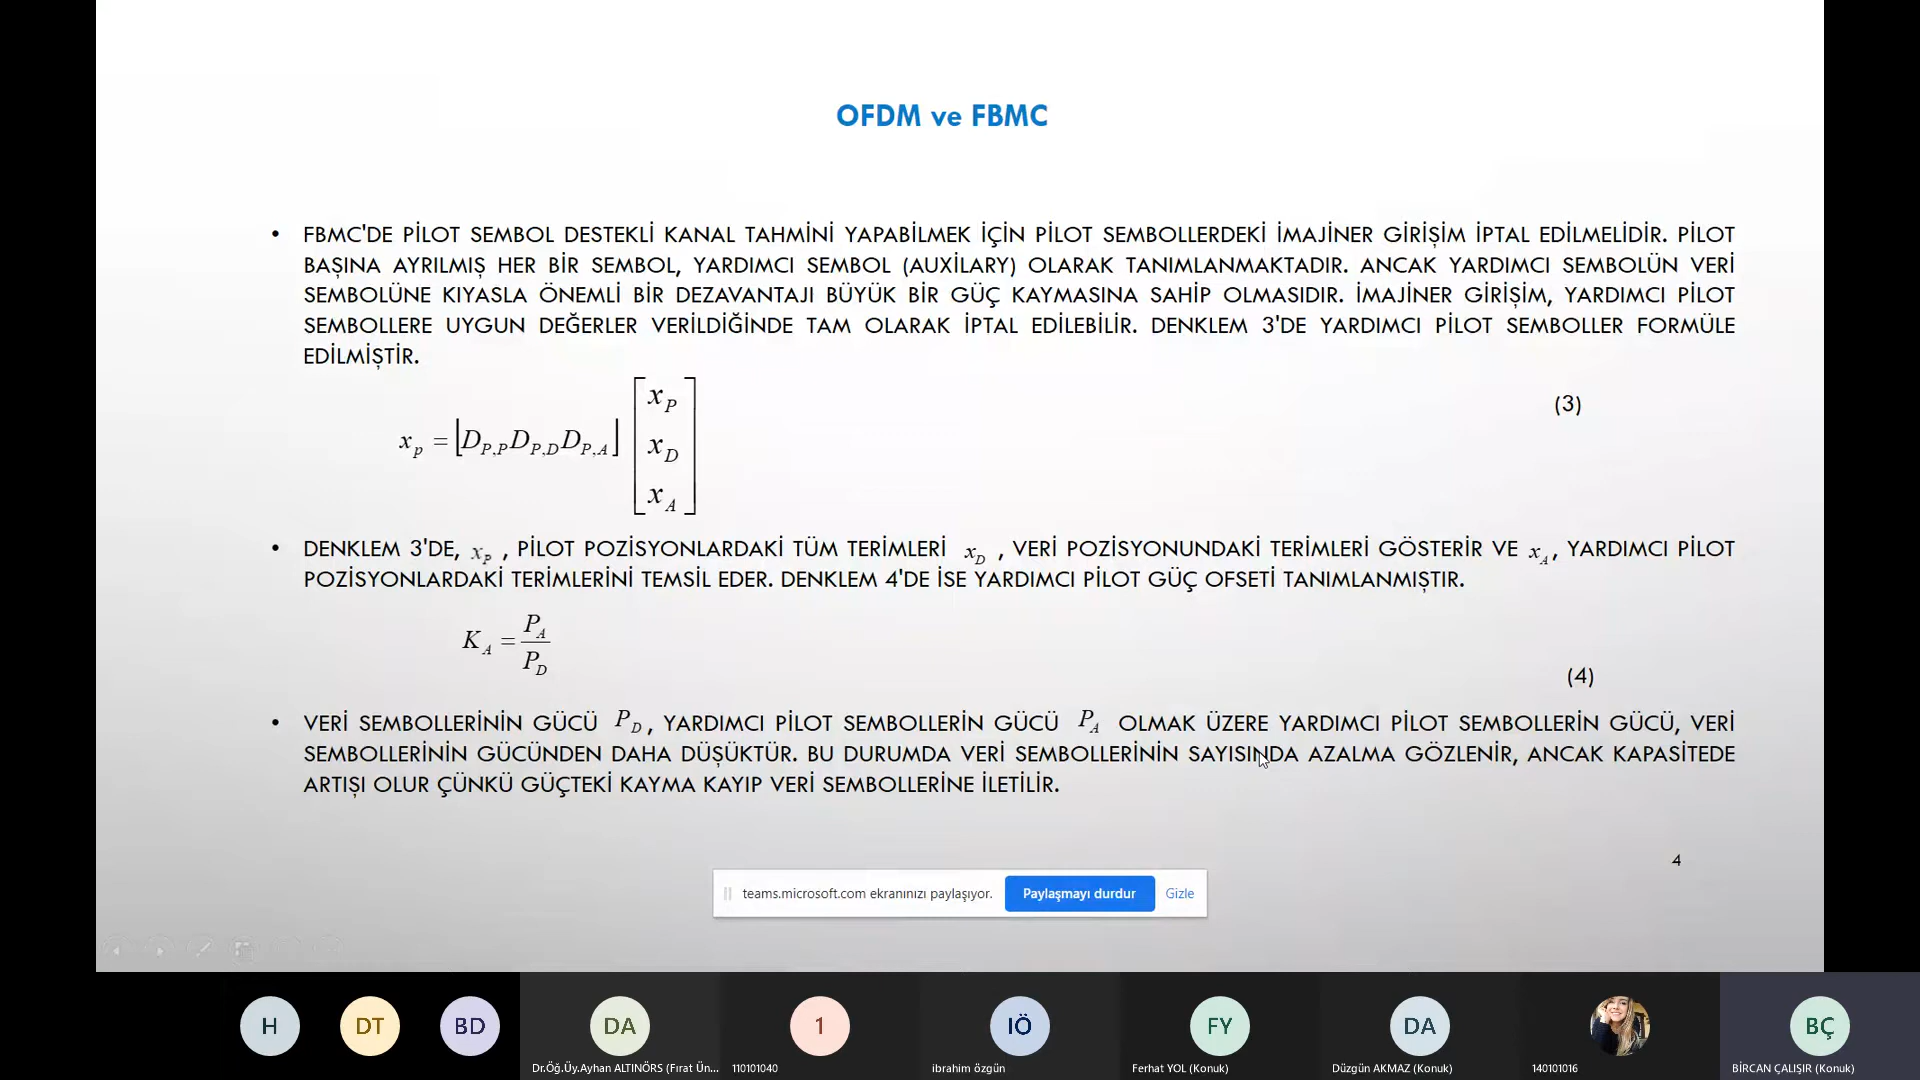 OFDM ve FBMC
• FBMC'DE PİLOT SEMBOL DESTEKLİ KANAL TAHMİNİ YAPABİLMEK İÇİN PİLOT SEMBOLLERDEKİ İMAJİNER GİRİŞİM İPTAL EDİLMELİDİR. PİLOT
BAŞINA AYRILMIŞ HER BİR SEMBOL, YARDIMCI SEMBOL (AUXİLARY) OLARAK TANIMLANMAKTADIR. ANCAK YARDIMCI SEMBOLÜN VERİ
SEMBOLÜNE KIYASLA ÖNEMLİ BİR DEZAVANTAJI BÜYÜK BİR GÜÇ KAYMASINA SAHİP OLMASIDIR. İMAJİNER GİRİŞİM, YARDIMCI PİLOT
SEMBOLLERE UYGUN DEĞERLER VERİLDİĞİNDE TAM OLARAK İPTAL EDİLEBİLİR. DENKLEM 3'DE YARDIMCI PİLOT SEMBOLLER FORMÜLE
EDİLMİŞTİR.
x_p = ⌊D_{P,P} D_{P,D} D_{P,A}⌋ [x_P x_D x_A] (3)
• DENKLEM 3'DE, x_P , PİLOT POZİSYONLARDAKİ TÜM TERİMLERİ x_D , VERİ POZİSYONUNDAKİ TERİMLERİ GÖSTERİR VE x_A, YARDIMCI PİLOT
POZİSYONLARDAKİ TERİMLERİNİ TEMSİL EDER. DENKLEM 4'DE İSE YARDIMCI PİLOT GÜÇ OFSETİ TANIMLANMIŞTIR.
K_A = P_A / P_D
(4)
• VERİ SEMBOLLERİNİN GÜCÜ P_D , YARDIMCI PİLOT SEMBOLLERİN GÜCÜ P_A OLMAK ÜZERE YARDIMCI PİLOT SEMBOLLERİN GÜCÜ, VERİ
SEMBOLLERİNİN GÜCÜNDEN DAHA DÜŞÜKTÜR. BU DURUMDA VERİ SEMBOLLERİNİN SAYISINDA AZALMA GÖZLENİR, ANCAK KAPASİTEDE
ARTIŞI OLUR ÇÜNKÜ GÜÇTEKİ KAYMA KAYIP VERİ SEMBOLLERİNE İLETİLİR.
4
teams.microsoft.com ekranınızı paylaşıyor. Paylaşmayı durdur Gizle
H DT BD DA 1 İÖ FY DA BÇ
Dr.Öğ.Üy.Ayhan ALTINÖRS (Fırat Ün... 110101040 ibrahim özgün Ferhat YOL (Konuk) Düzgün AKMAZ (Konuk) 140101016 BİRCAN ÇALIŞIR (Konuk)